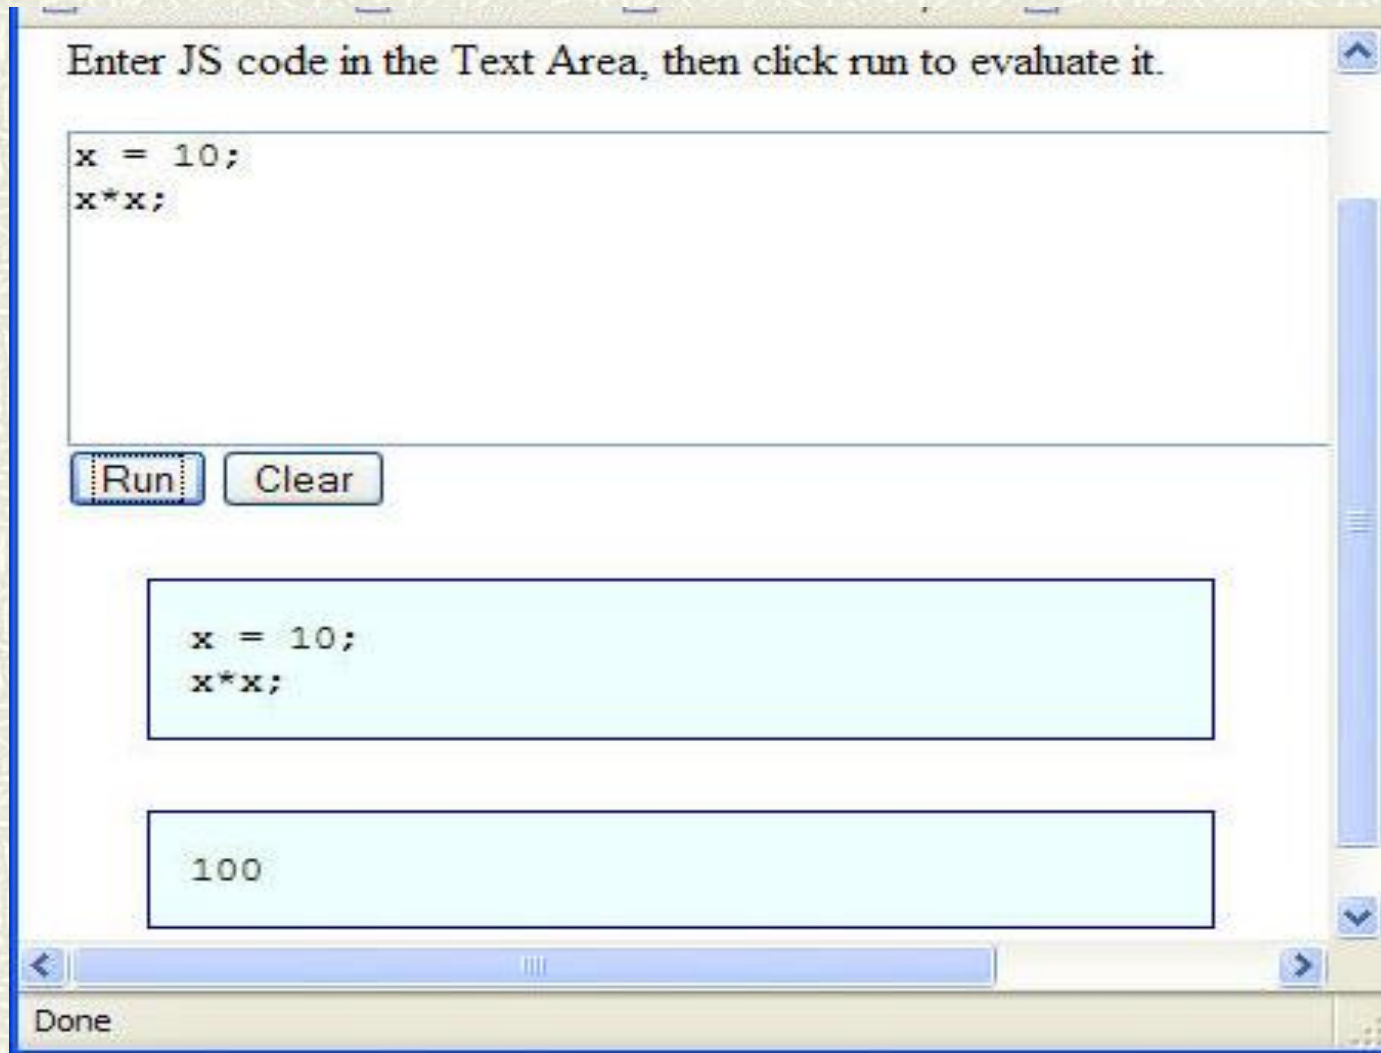 Enter JS code in the Text Area, then click run to evaluate it.
x = 10;
x*x;
Run Clear
x = 10;
x*x;
100
Done